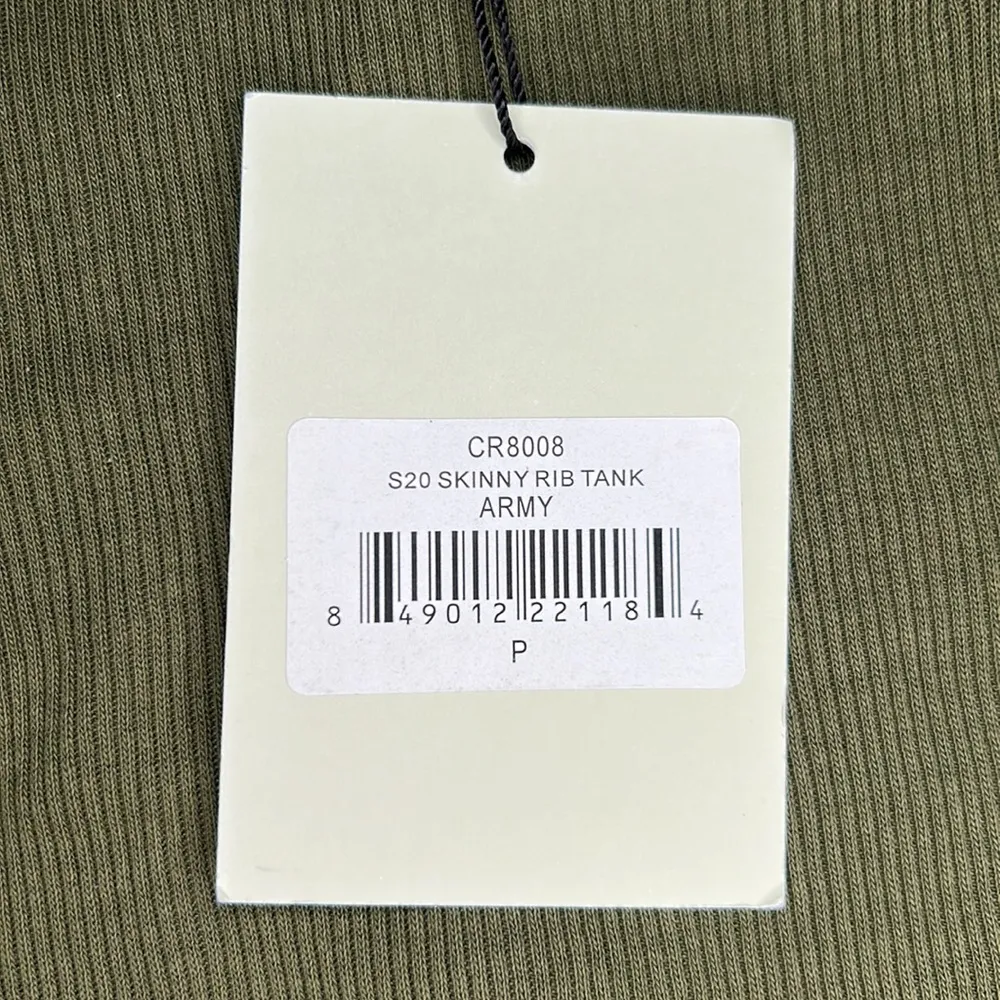 CR8008
S20 SKINNY RIB TANK
ARMY
8 49012 22118 4
P